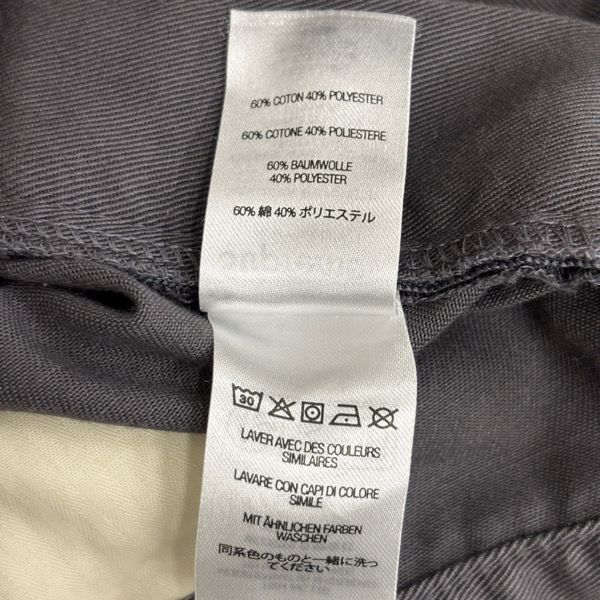 60% COTON 40% POLYESTER
60% COTONE 40% POLIESTERE
60% BAUMWOLLE
40% POLYESTER
60% 綿 40% ポリエステル
30
LAVER AVEC DES COULEURS
SIMILAIRES
LAVARE CON CAPI DI COLORE
SIMILE
MIT ÄHNLICHEN FARBEN
WASCHEN
同系色のものと一緒に洗っ
てください